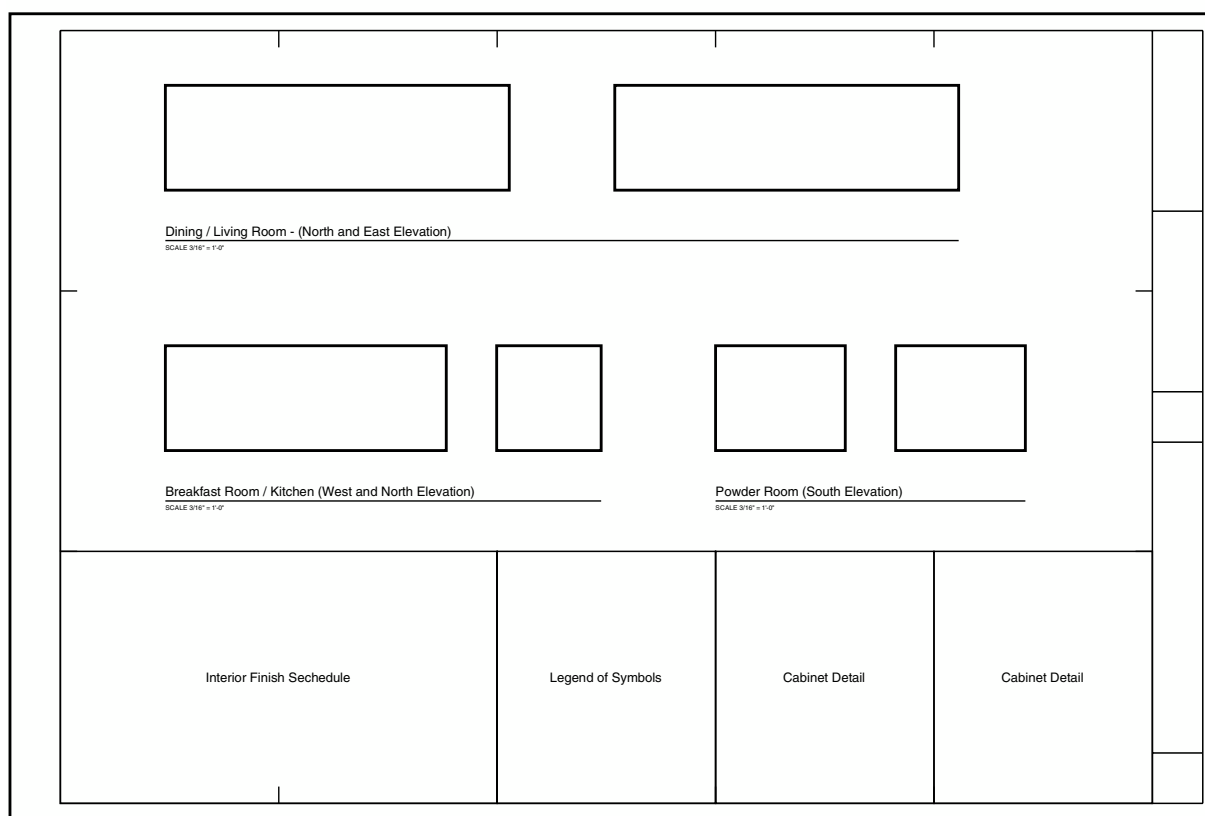 Dining / Living Room - (North and East Elevation)
SCALE 3/16" = 1'-0"
Breakfast Room / Kitchen (West and North Elevation)
SCALE 3/16" = 1'-0"
Powder Room (South Elevation)
SCALE 3/16" = 1'-0"
Interior Finish Sechedule
Legend of Symbols
Cabinet Detail
Cabinet Detail